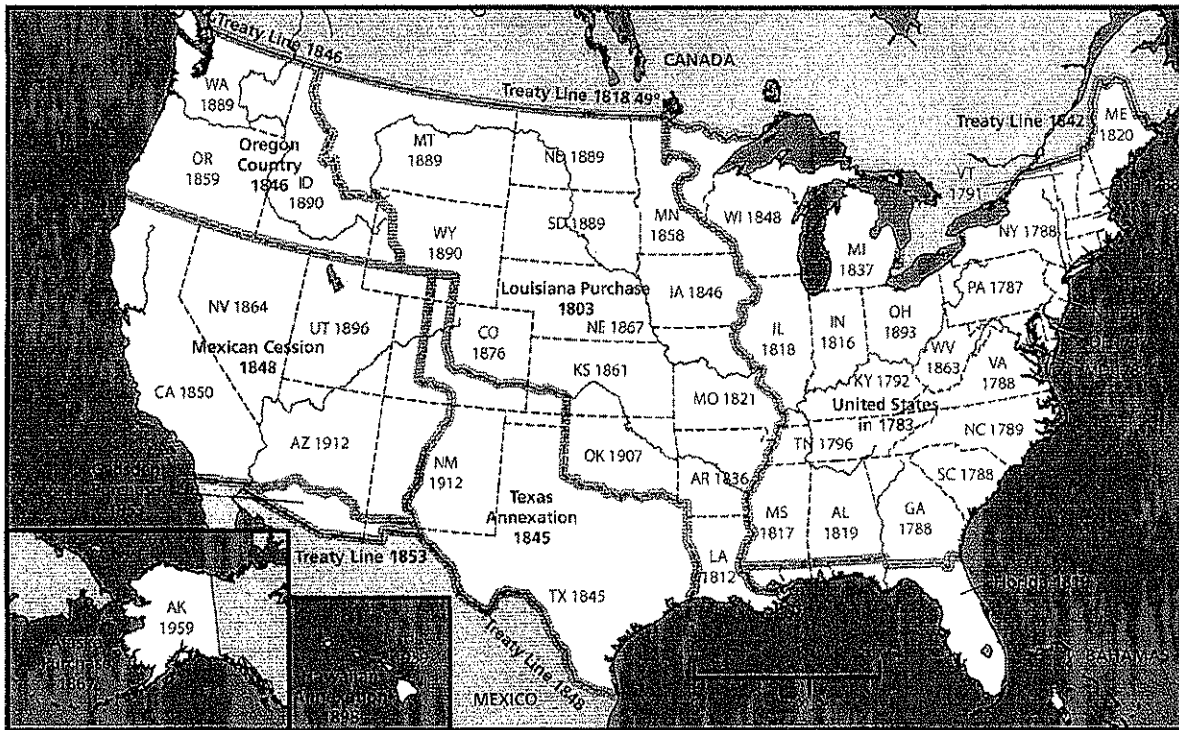 Treaty Line 1846
CANADA
WA
1889
Treaty Line 1818 49°
Treaty Line 1842
ME
1820
MT
1889
ND 1889
OR
1859
Oregon
Country
1846
ID
1890
VT
1791
MN
1858
WI 1848
NY 1788
SD 1889
WY
1890
MI
1837
PA 1787
NV 1864
UT 1896
Louisiana Purchase
1803
IA 1846
NE 1867
IL
1818
IN
1816
OH
1893
WV
1863
VA
1788
CO
1876
Mexican Cession
1848
KS 1861
KY 1792
CA 1850
MO 1821
United States
in 1783
TN 1796
NC 1789
AZ 1912
NM
1912
OK 1907
AR 1836
SC 1788
Texas
Annexation
1845
MS
1817
AL
1819
GA
1788
Treaty Line 1853
LA
1812
Florida
AK
1959
TX 1845
Treaty Line 1848
BAHAMAS
Purchase
Hawaiian
Annexation
1898
MEXICO